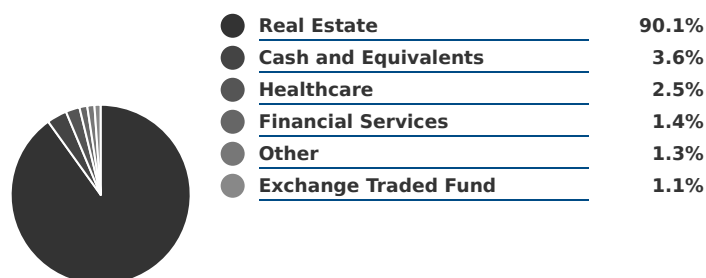 Real Estate 90.1%
Cash and Equivalents 3.6%
Healthcare 2.5%
Financial Services 1.4%
Other 1.3%
Exchange Traded Fund 1.1%